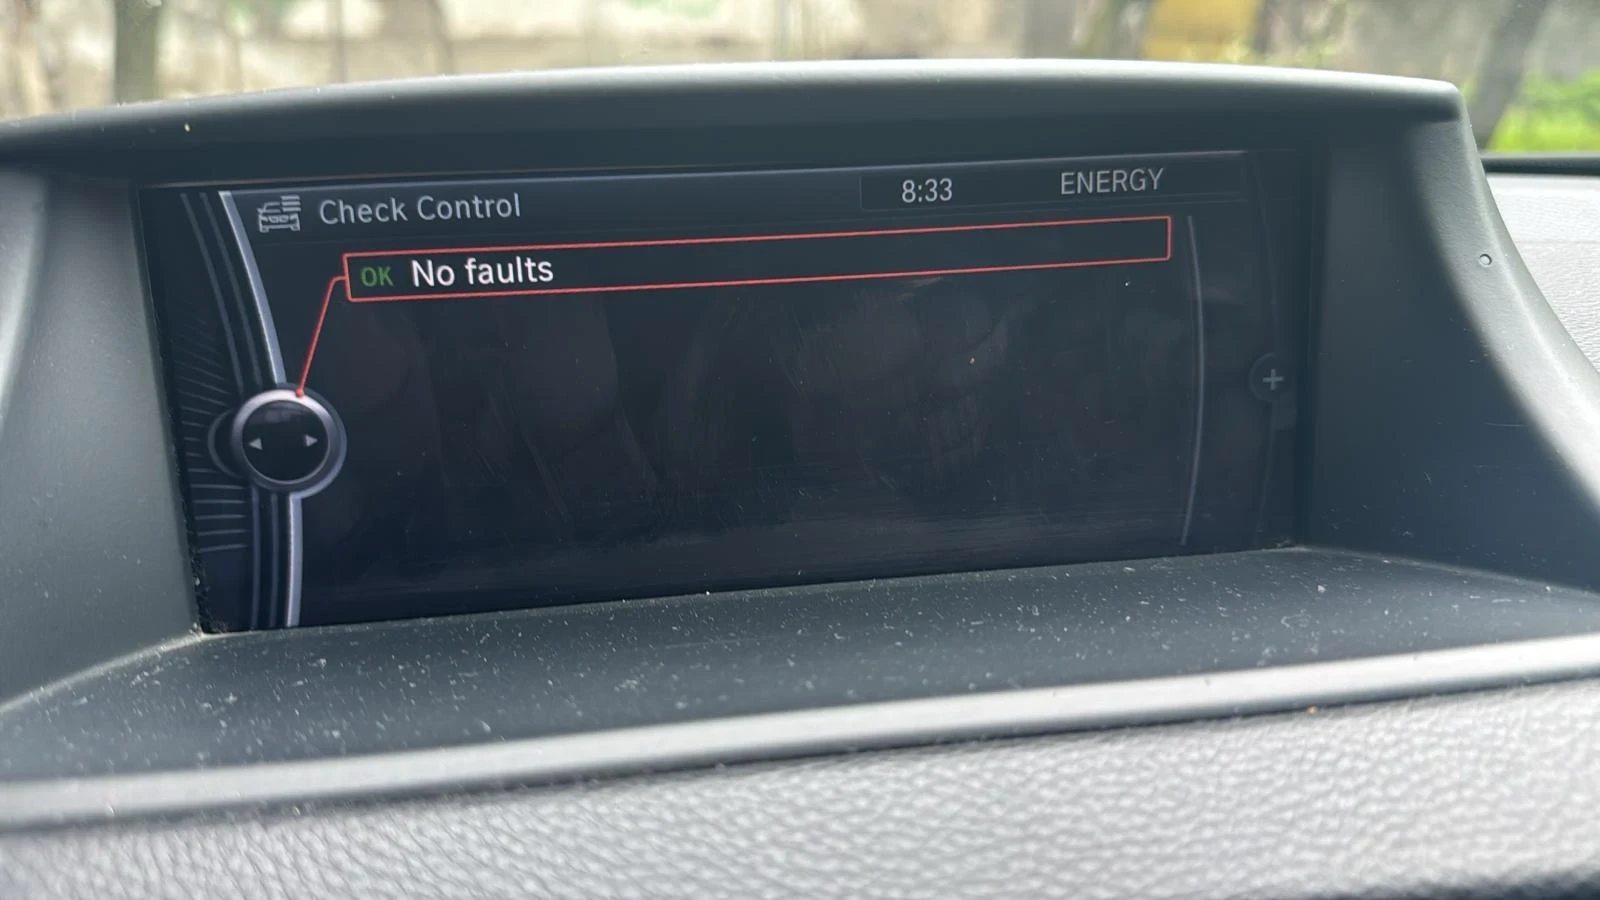 Check Control 8:33 ENERGY
OK No faults